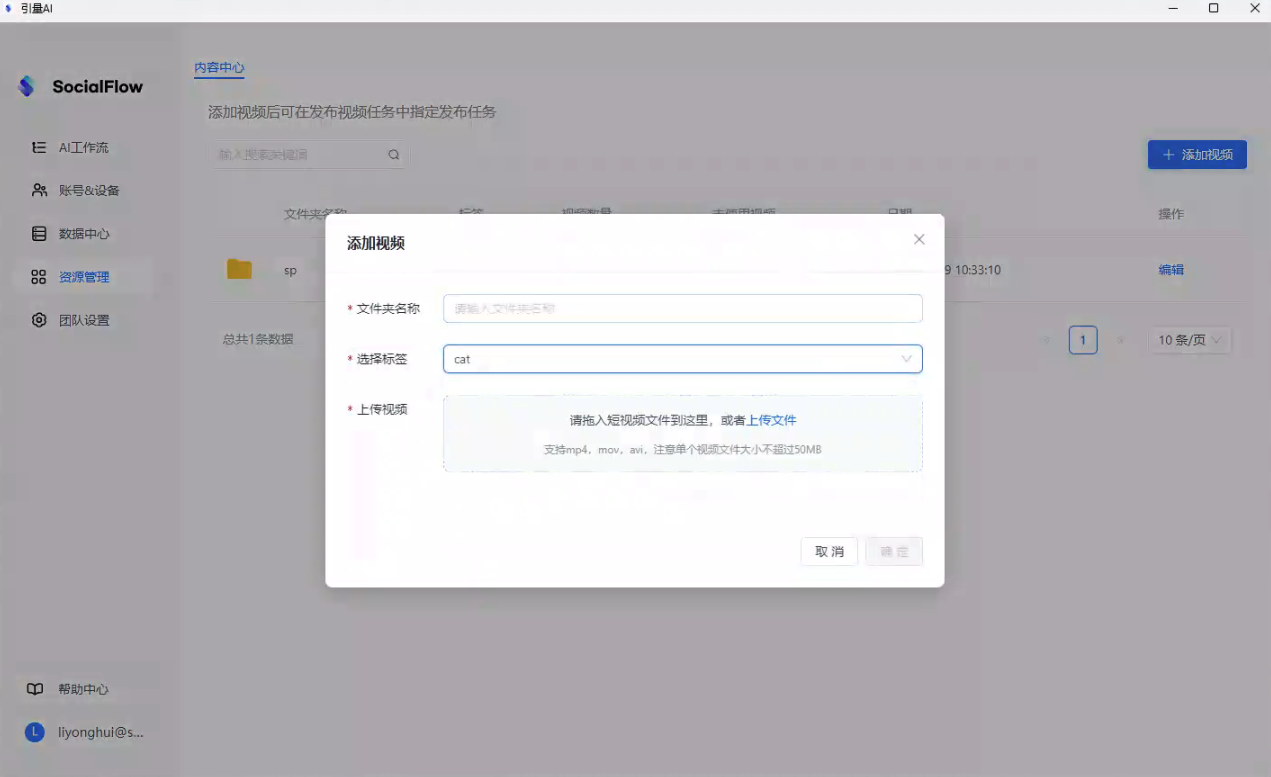 引量AI
SocialFlow
AI工作流
账号&设备
数据中心
资源管理
团队设置
帮助中心
L
liyonghui@s...
内容中心
添加视频后可在发布视频任务中指定发布任务
输入搜索关键词
添加视频
文件夹名称 标签 视频数量 未使用视频 日期 操作
sp 9 10:33:10 编辑
总共1条数据 1 10 条/页
添加视频
* 文件夹名称 请输入文件夹名称
* 选择标签 cat
* 上传视频
请拖入短视频文件到这里，或者上传文件
支持mp4，mov，avi，注意单个视频文件大小不超过50MB
取 消 确 定